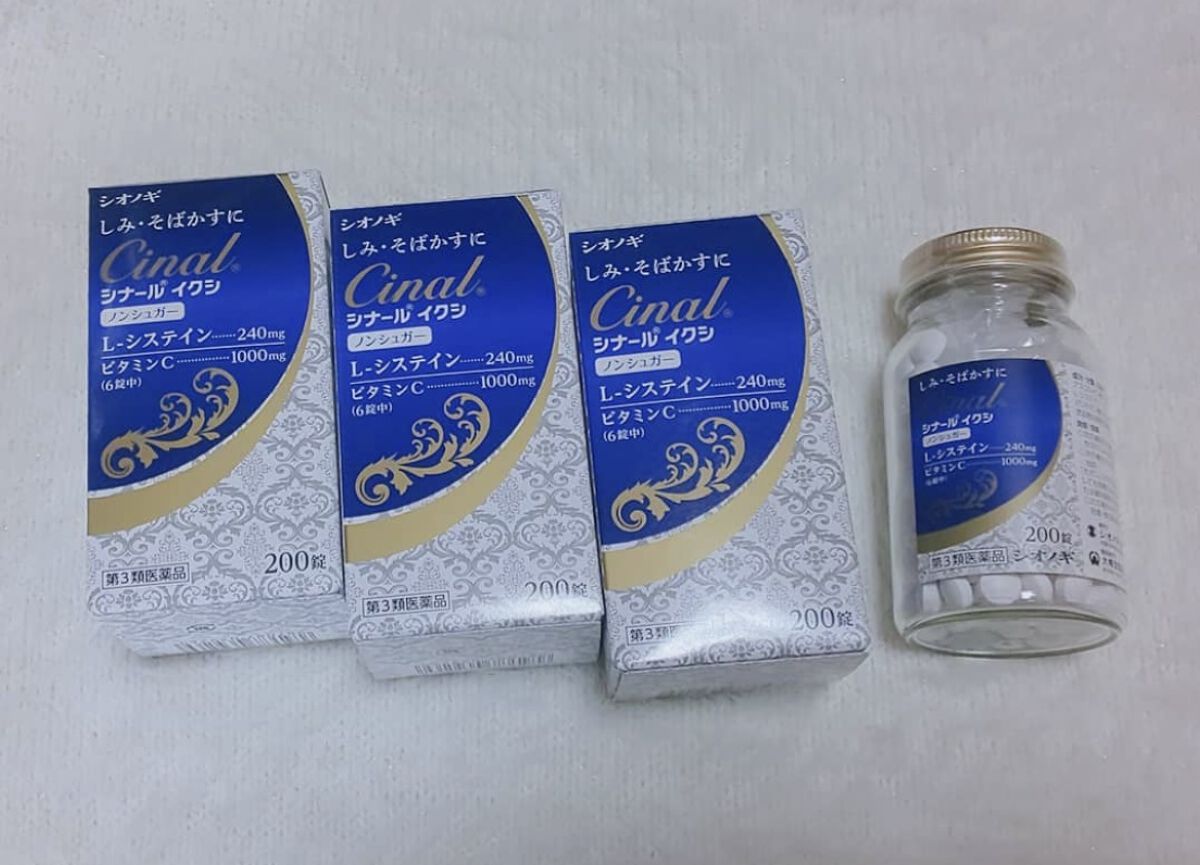 シオノギ
しみ・そばかすに
Cinal®
シナール®イクシ
ノンシュガー
L-システイン……240mg
ビタミンC……………1000mg
(6錠中)
第3類医薬品
200錠
シオノギ
しみ・そばかすに
Cinal®
シナール®イクシ
ノンシュガー
L-システイン……240mg
ビタミンC……………1000mg
(6錠中)
第3類医薬品
200錠
シオノギ
しみ・そばかすに
Cinal®
シナール®イクシ
ノンシュガー
L-システイン……240mg
ビタミンC……………1000mg
(6錠中)
第3類
200錠
しみ・そばかすに
Cinal
シナール®イクシ
ノンシュガー
L-システイン……240mg
ビタミンC……………1000mg
(6錠中)
200錠
第3類医薬品 シオノギ